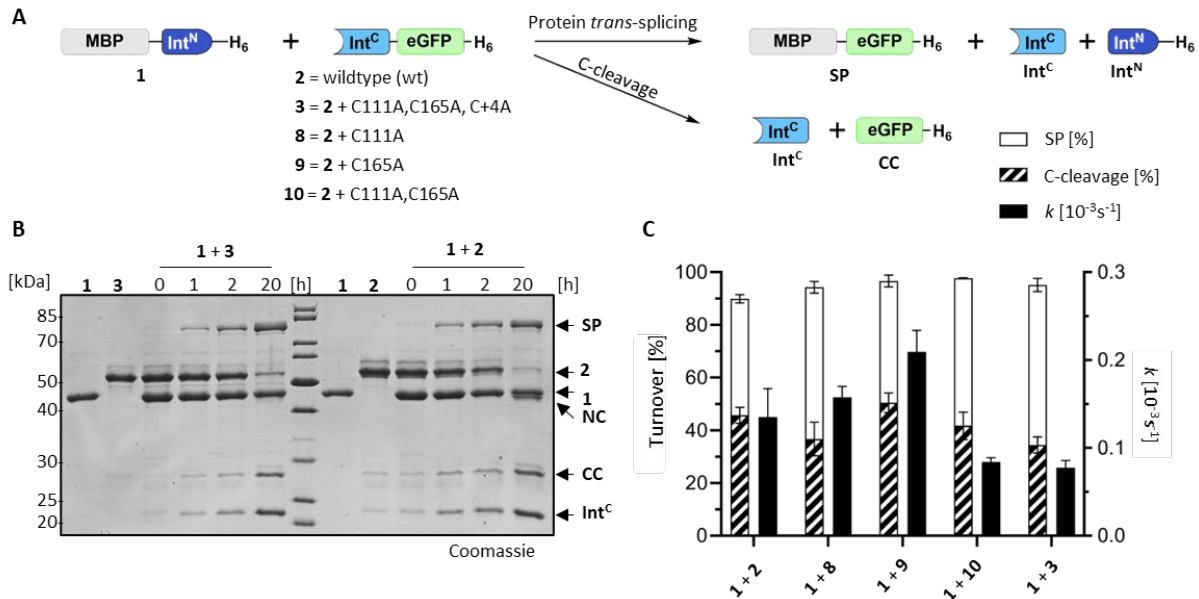 A
MBP Int^N H₆ + Int^C eGFP H₆
1
2 = wildtype (wt)
3 = 2 + C111A,C165A, C+4A
8 = 2 + C111A
9 = 2 + C165A
10 = 2 + C111A,C165A
Protein trans-splicing
C-cleavage
MBP eGFP H₆ + Int^C + Int^N H₆
SP Int^C Int^N
Int^C + eGFP H₆
Int^C CC
SP [%]
C-cleavage [%]
k [10⁻³s⁻¹]
B
1 + 3 1 + 2
[kDa] 1 3 0 1 2 20 [h] 1 2 0 1 2 20 [h]
85
70
50
40
30
25
20
SP
2
1
NC
CC
Int^C
Coomassie
C
Turnover [%]
100
80
60
40
20
0
k [10⁻³s⁻¹]
0.3
0.2
0.1
0.0
1 + 2
1 + 8
1 + 9
1 + 10
1 + 3